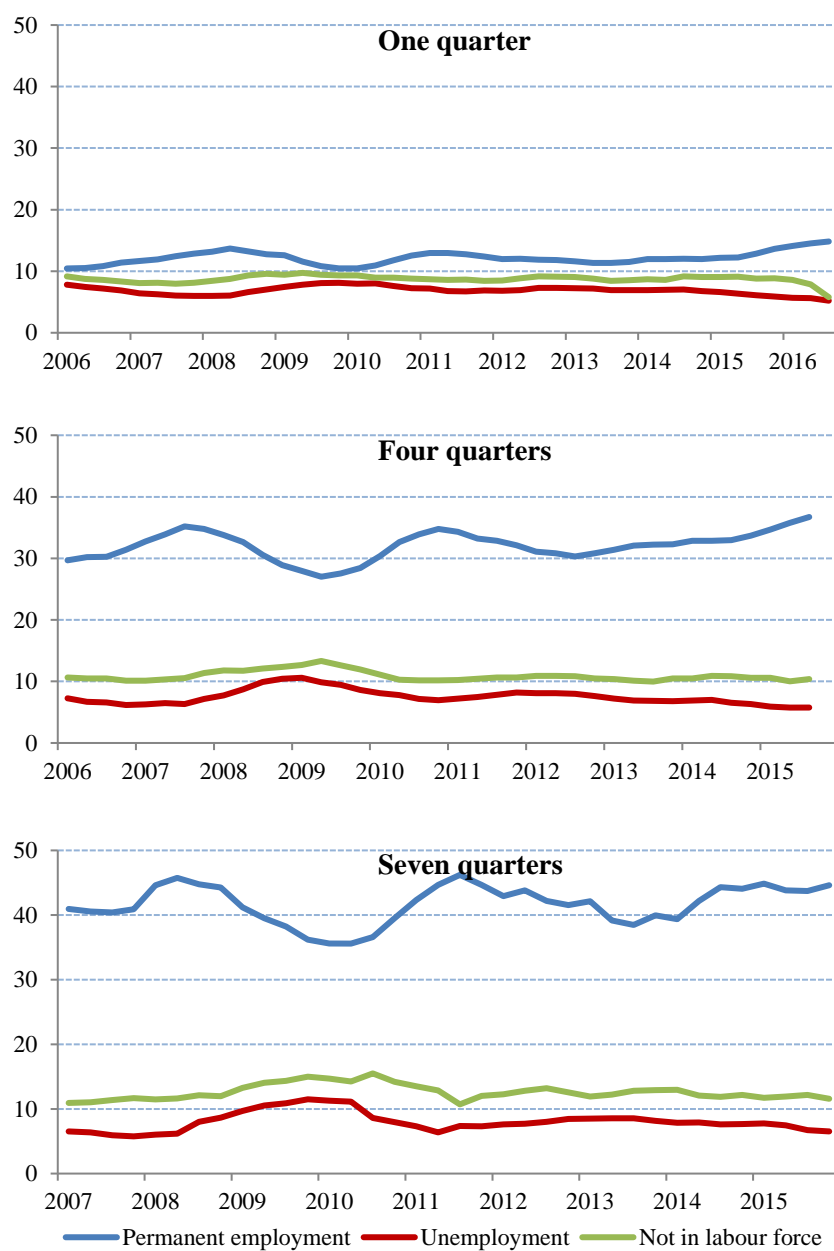 One quarter
50
40
30
20
10
0
2006 2007 2008 2009 2010 2011 2012 2013 2014 2015 2016
Four quarters
50
40
30
20
10
0
2006 2007 2008 2009 2010 2011 2012 2013 2014 2015
Seven quarters
50
40
30
20
10
0
2007 2008 2009 2010 2011 2012 2013 2014 2015
Permanent employment Unemployment Not in labour force